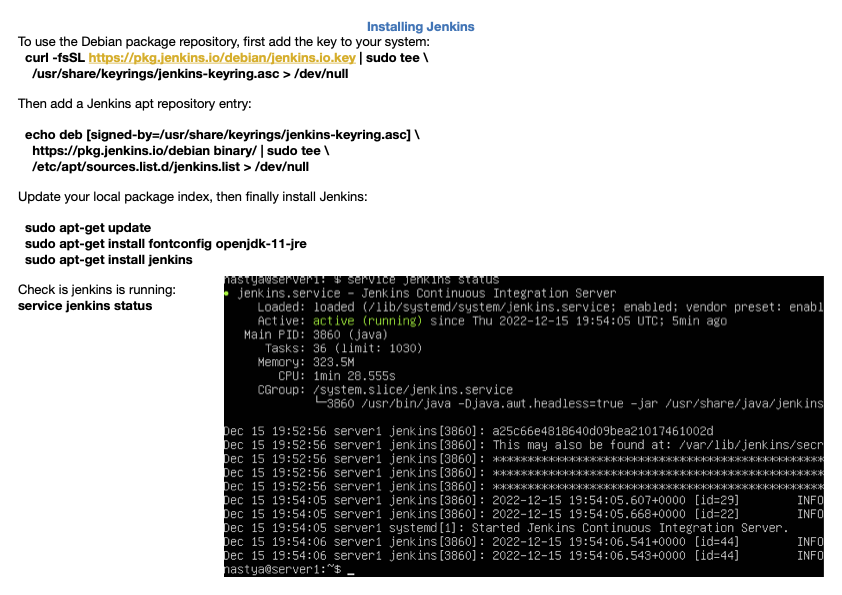 Installing Jenkins
To use the Debian package repository, first add the key to your system:
curl -fsSL https://pkg.jenkins.io/debian/jenkins.io.key | sudo tee \
/usr/share/keyrings/jenkins-keyring.asc > /dev/null
Then add a Jenkins apt repository entry:
echo deb [signed-by=/usr/share/keyrings/jenkins-keyring.asc] \
https://pkg.jenkins.io/debian binary/ | sudo tee \
/etc/apt/sources.list.d/jenkins.list > /dev/null
Update your local package index, then finally install Jenkins:
sudo apt-get update
sudo apt-get install fontconfig openjdk-11-jre
sudo apt-get install jenkins
Check is jenkins is running:
service jenkins status
nastya@server1:~$ service jenkins status
● jenkins.service - Jenkins Continuous Integration Server
Loaded: loaded (/lib/systemd/system/jenkins.service; enabled; vendor preset: enabl
Active: active (running) since Thu 2022-12-15 19:54:05 UTC; 5min ago
Main PID: 3860 (java)
Tasks: 36 (limit: 1030)
Memory: 323.5M
CPU: 1min 28.555s
CGroup: /system.slice/jenkins.service
└─3860 /usr/bin/java -Djava.awt.headless=true -jar /usr/share/java/jenkins
Dec 15 19:52:56 server1 jenkins[3860]: a25c66e4818640d09bea21017461002d
Dec 15 19:52:56 server1 jenkins[3860]: This may also be found at: /var/lib/jenkins/secr
Dec 15 19:52:56 server1 jenkins[3860]: *************************************************
Dec 15 19:52:56 server1 jenkins[3860]: *************************************************
Dec 15 19:52:56 server1 jenkins[3860]: *************************************************
Dec 15 19:54:05 server1 jenkins[3860]: 2022-12-15 19:54:05.607+0000 [id=29] INFO
Dec 15 19:54:05 server1 jenkins[3860]: 2022-12-15 19:54:05.668+0000 [id=22] INFO
Dec 15 19:54:05 server1 systemd[1]: Started Jenkins Continuous Integration Server.
Dec 15 19:54:06 server1 jenkins[3860]: 2022-12-15 19:54:06.541+0000 [id=44] INFO
Dec 15 19:54:06 server1 jenkins[3860]: 2022-12-15 19:54:06.543+0000 [id=44] INFO
nastya@server1:~$ _